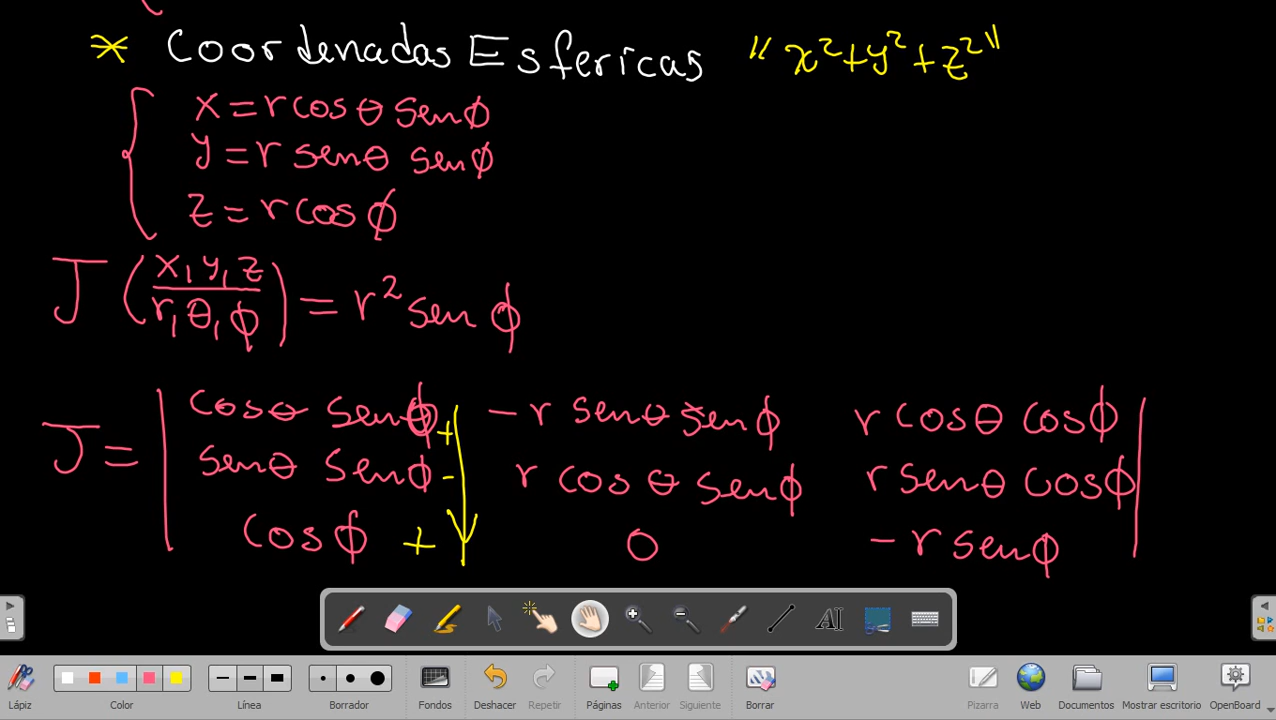 * Coordenadas Esfericas " x²+y²+z² "
x = r cos θ sen ϕ
y = r sen θ sen ϕ
z = r cos ϕ
J (x, y, z / r, θ, ϕ) = r² sen ϕ
J = | cos θ sen ϕ + − r sen θ sen ϕ r cos θ cos ϕ |
sen θ sen ϕ - r cos θ sen ϕ r sen θ cos ϕ
cos ϕ + 0 − r sen ϕ
AI
Lápiz Color Línea Borrador Fondos Deshacer Repetir Páginas Anterior Siguiente Borrar Pizarra Web Documentos Mostrar escritorio OpenBoard